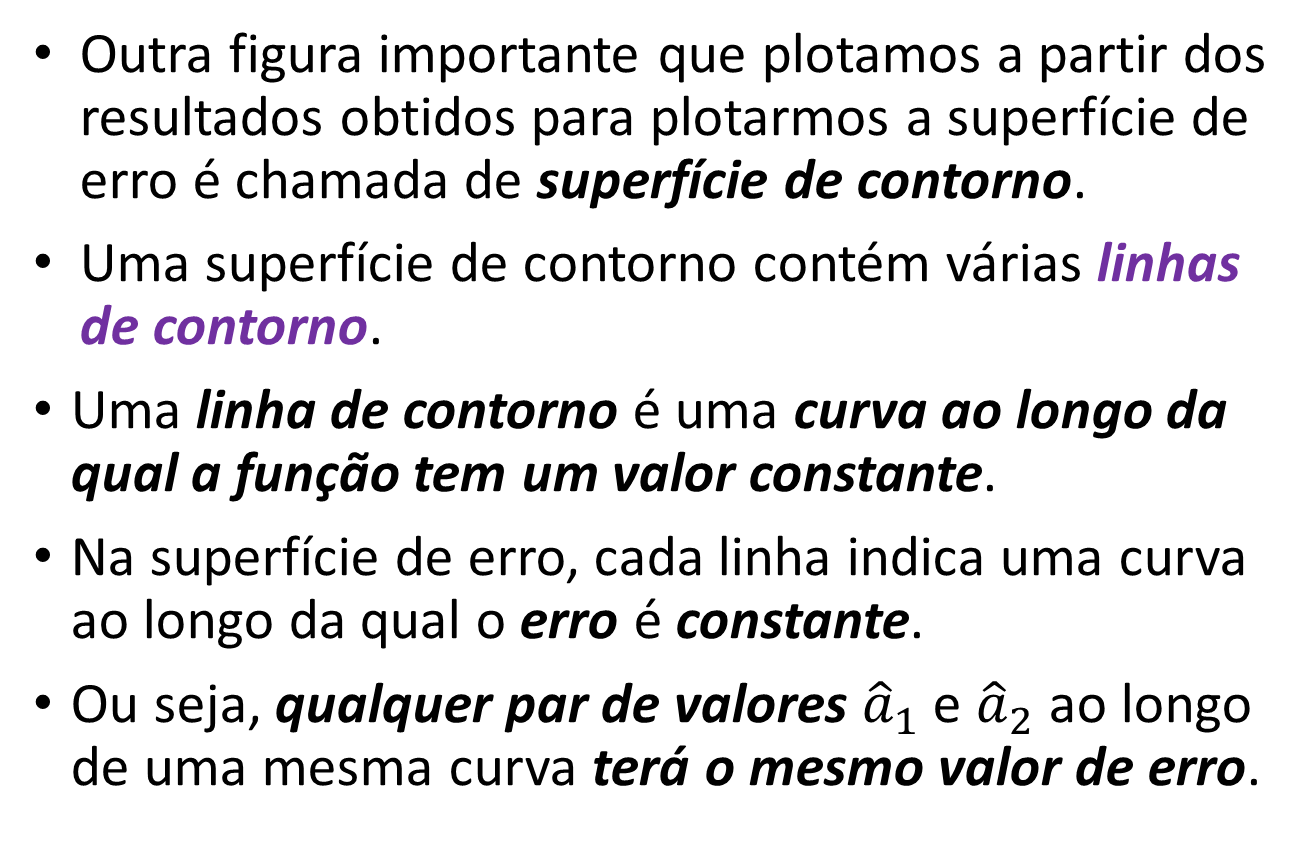 • Outra figura importante que plotamos a partir dos
resultados obtidos para plotarmos a superfície de
erro é chamada de superfície de contorno.
• Uma superfície de contorno contém várias linhas
de contorno.
• Uma linha de contorno é uma curva ao longo da
qual a função tem um valor constante.
• Na superfície de erro, cada linha indica uma curva
ao longo da qual o erro é constante.
• Ou seja, qualquer par de valores â₁ e â₂ ao longo
de uma mesma curva terá o mesmo valor de erro.